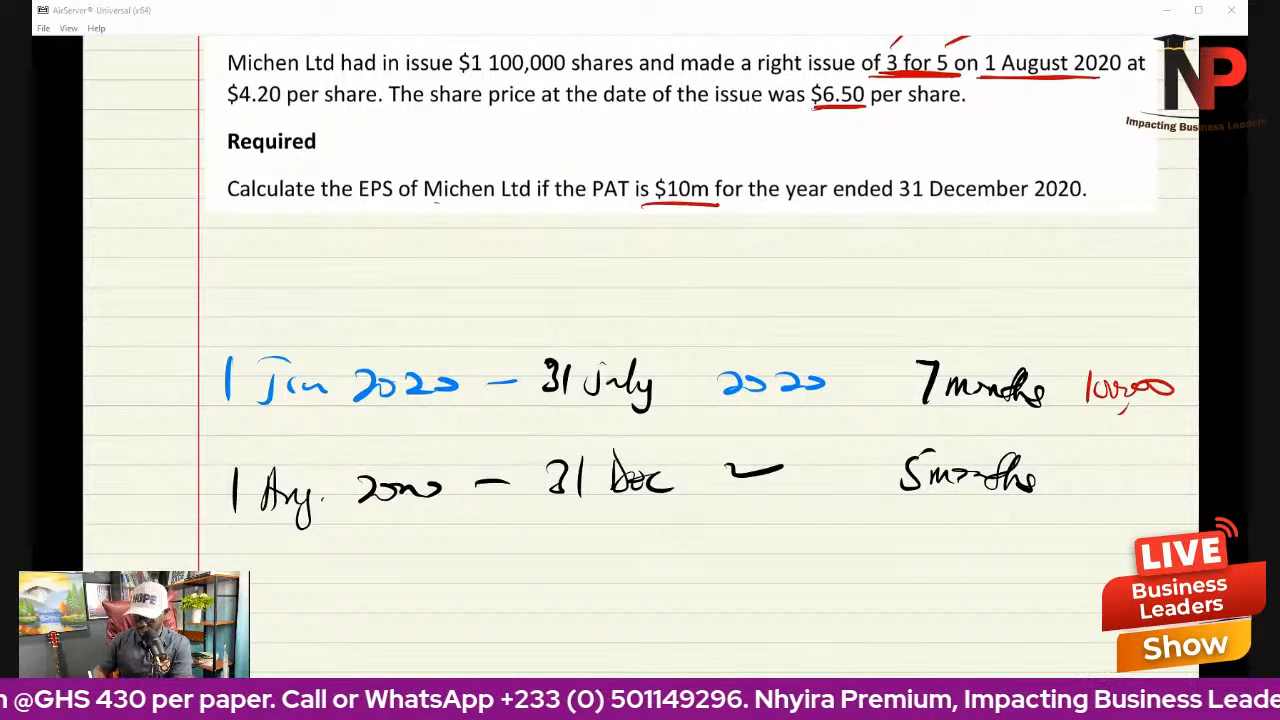 AirServer® Universal (x64)
File View Help
Michen Ltd had in issue $1 100,000 shares and made a right issue of 3 for 5 on 1 August 2020 at
$4.20 per share. The share price at the date of the issue was $6.50 per share.
Required
Calculate the EPS of Michen Ltd if the PAT is $10m for the year ended 31 December 2020.
NP
Impacting Business Leaders
1 Jan 2020 – 31 July 2020 7 months 100,000
1 Aug. 2020 – 31 Dec 5 months
HOPE
LIVE
Business
Leaders
Show
@GHS 430 per paper. Call or WhatsApp +233 (0) 501149296. Nhyira Premium, Impacting Business Leade